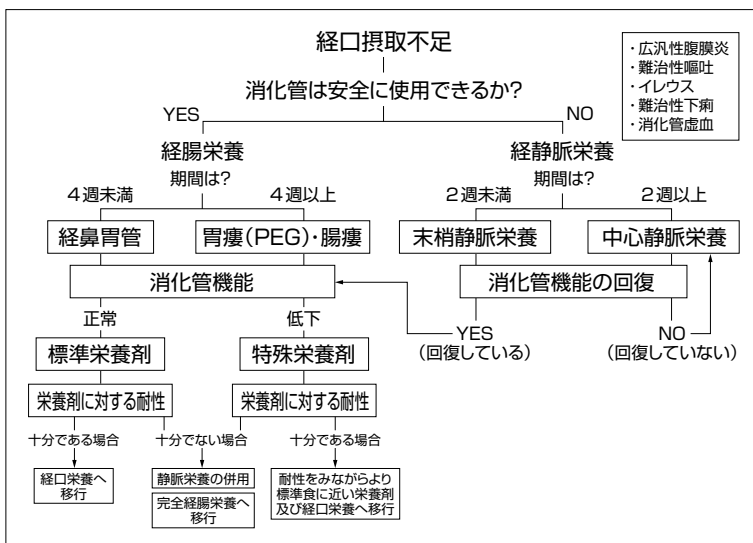 経口摂取不足
・広汎性腹膜炎
・難治性嘔吐
・イレウス
・難治性下痢
・消化管虚血
消化管は安全に使用できるか?
YES
NO
経腸栄養
経静脈栄養
期間は?
期間は?
4週未満
4週以上
2週未満
2週以上
経鼻胃管
胃瘻(PEG)・腸瘻
末梢静脈栄養
中心静脈栄養
消化管機能
消化管機能の回復
正常
低下
YES
(回復している)
NO
(回復していない)
標準栄養剤
特殊栄養剤
栄養剤に対する耐性
栄養剤に対する耐性
十分である場合
十分でない場合
十分である場合
経口栄養へ
移行
静脈栄養の併用
完全経腸栄養へ
移行
耐性をみながらより
標準食に近い栄養剤
及び経口栄養へ移行